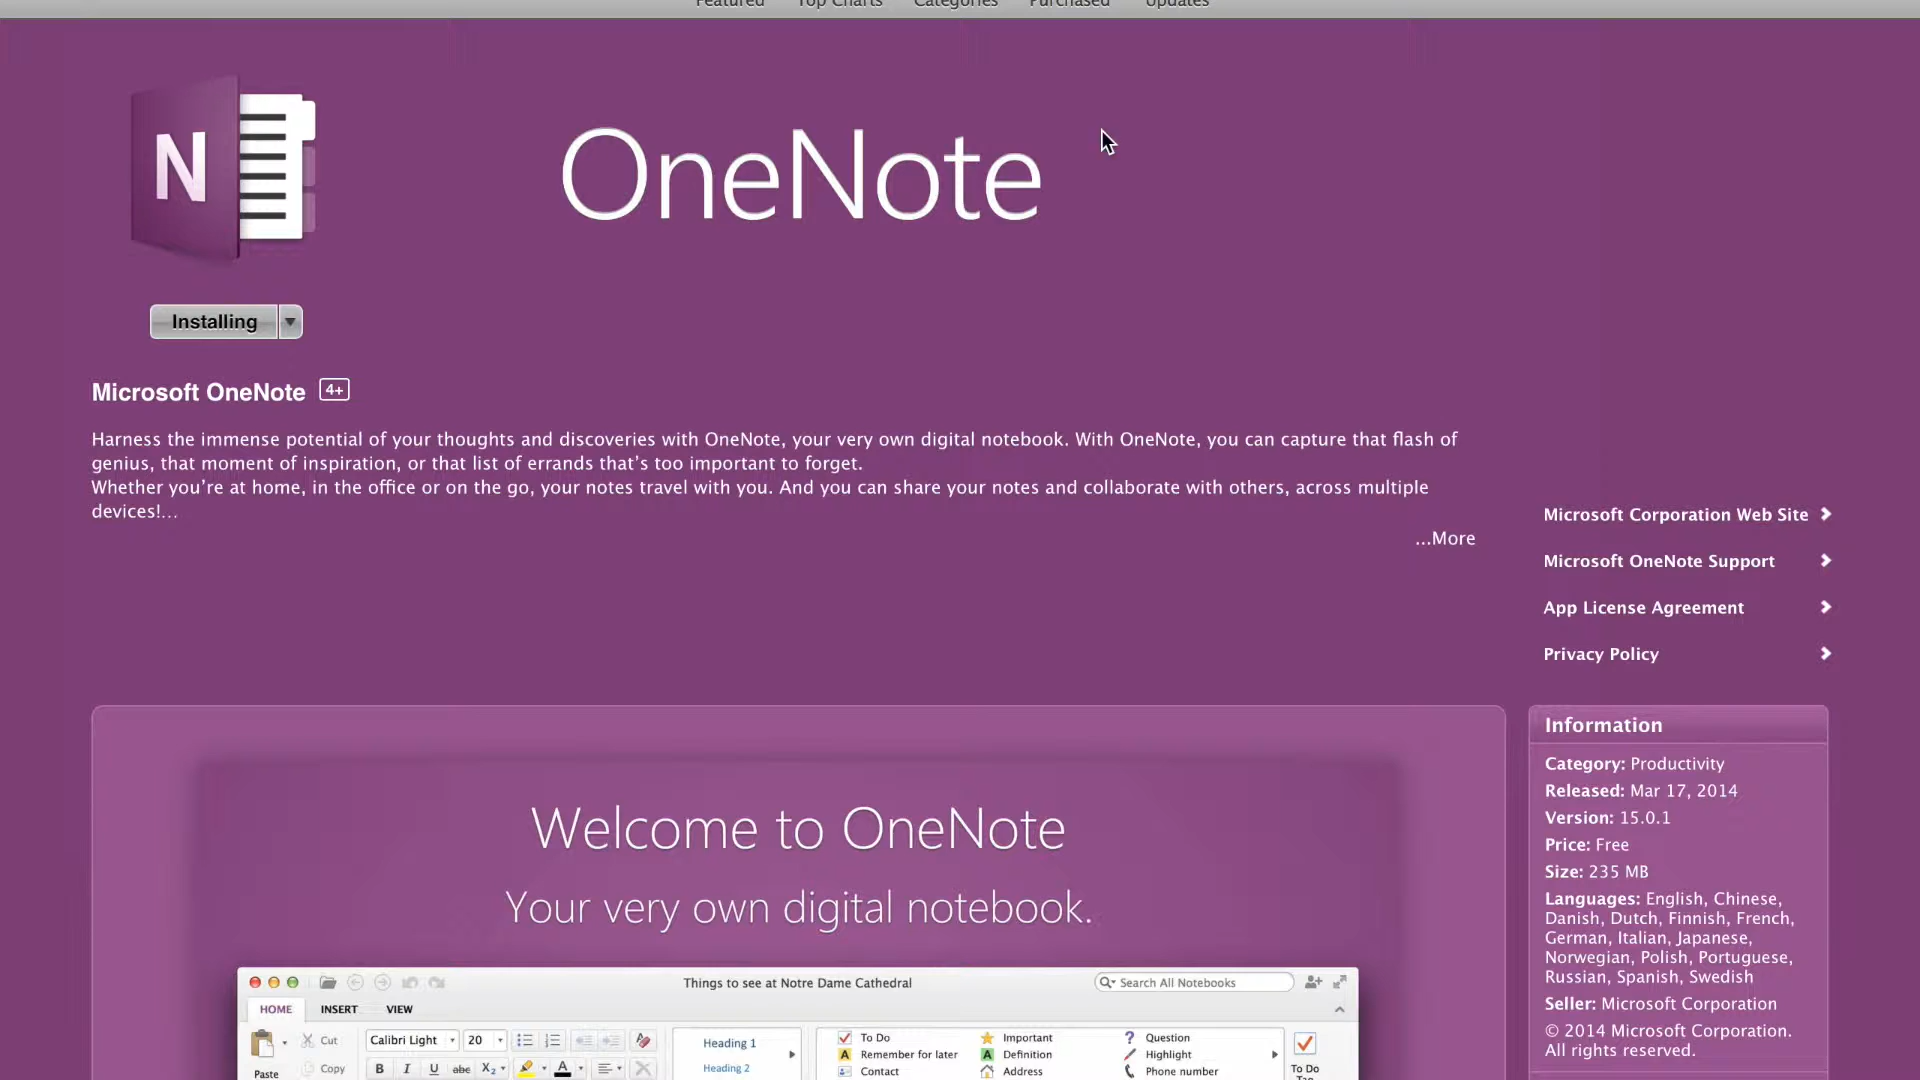 Featured Top Charts Categories Purchased Updates
N
OneNote
Installing
Microsoft OneNote 4+
Harness the immense potential of your thoughts and discoveries with OneNote, your very own digital notebook. With OneNote, you can capture that flash of
genius, that moment of inspiration, or that list of errands that’s too important to forget.
Whether you’re at home, in the office or on the go, your notes travel with you. And you can share your notes and collaborate with others, across multiple
devices!...
...More
Microsoft Corporation Web Site
Microsoft OneNote Support
App License Agreement
Privacy Policy
Welcome to OneNote
Your very own digital notebook.
Things to see at Notre Dame Cathedral
Search All Notebooks
HOME INSERT VIEW
Paste
Cut
Copy
Calibri Light 20
B I U abc X₂ A
Heading 1
Heading 2
To Do
Remember for later
Contact
Important
Definition
Address
Question
Highlight
Phone number
To Do
Tag
Information
Category: Productivity
Released: Mar 17, 2014
Version: 15.0.1
Price: Free
Size: 235 MB
Languages: English, Chinese,
Danish, Dutch, Finnish, French,
German, Italian, Japanese,
Norwegian, Polish, Portuguese,
Russian, Spanish, Swedish
Seller: Microsoft Corporation
© 2014 Microsoft Corporation.
All rights reserved.